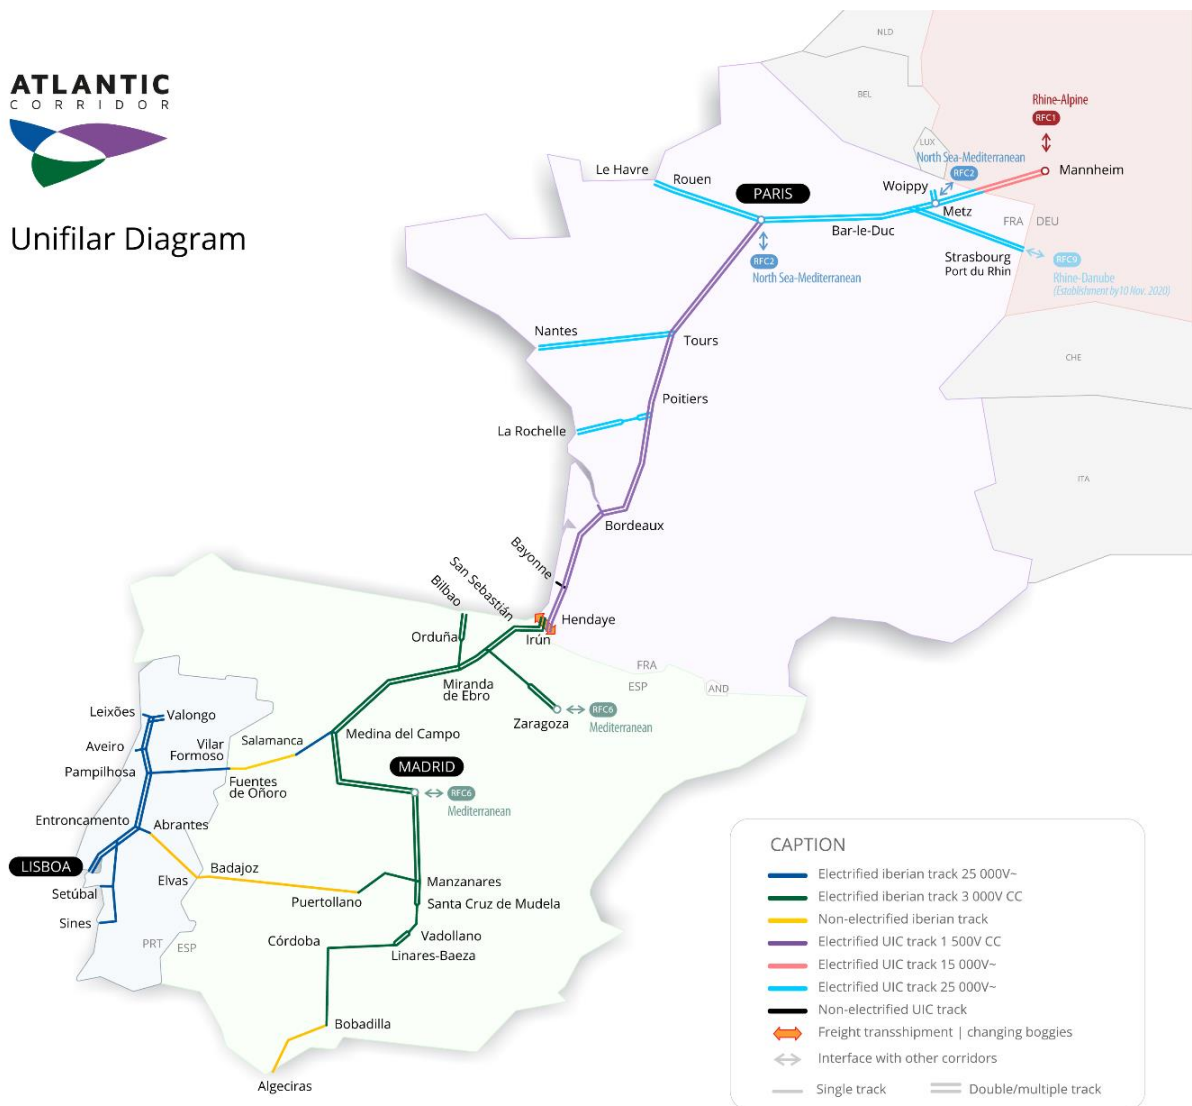 ATLANTIC
CORRIDOR
Unifilar Diagram
NLD
BEL
LUX
Rhine-Alpine
RFC1
North Sea-Mediterranean
RFC2
Mannheim
Le Havre
Rouen
PARIS
Woippy
Metz
Bar-le-Duc
FRA
DEU
RFC2
North Sea-Mediterranean
Strasbourg
Port du Rhin
RFC9
Rhine-Danube
(Establishment by 10 Nov. 2020)
Nantes
Tours
CHE
Poitiers
La Rochelle
ITA
Bordeaux
Bayonne
San Sebastián
Bilbao
Hendaye
Orduña
Irún
FRA
ESP
AND
Miranda
de Ebro
Zaragoza
RFC6
Mediterranean
Leixões
Valongo
Aveiro
Vilar
Formoso
Salamanca
Medina del Campo
Pampilhosa
Fuentes
de Oñoro
MADRID
RFC6
Mediterranean
Entroncamento
Abrantes
LISBOA
Elvas
Badajoz
Setúbal
Puertollano
Manzanares
Santa Cruz de Mudela
Sines
PRT
ESP
Córdoba
Vadollano
Linares-Baeza
Bobadilla
Algeciras
CAPTION
Electrified iberian track 25 000V~
Electrified iberian track 3 000V CC
Non-electrified iberian track
Electrified UIC track 1 500V CC
Electrified UIC track 15 000V~
Electrified UIC track 25 000V~
Non-electrified UIC track
Freight transshipment | changing boggies
Interface with other corridors
Single track
Double/multiple track